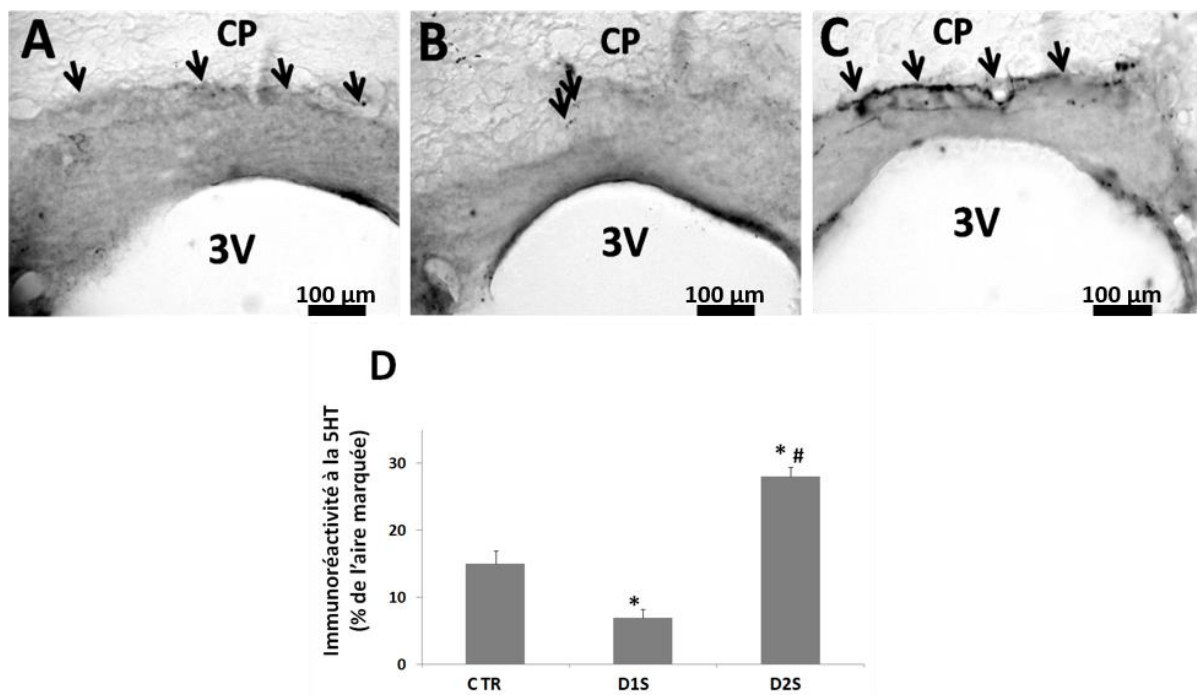 A
CP
3V
100 µm
B
CP
3V
100 µm
C
CP
3V
100 µm
D
Immunoréactivité à la 5HT
(% de l'aire marquée)
30
20
10
0
*
* #
CTR
D1S
D2S